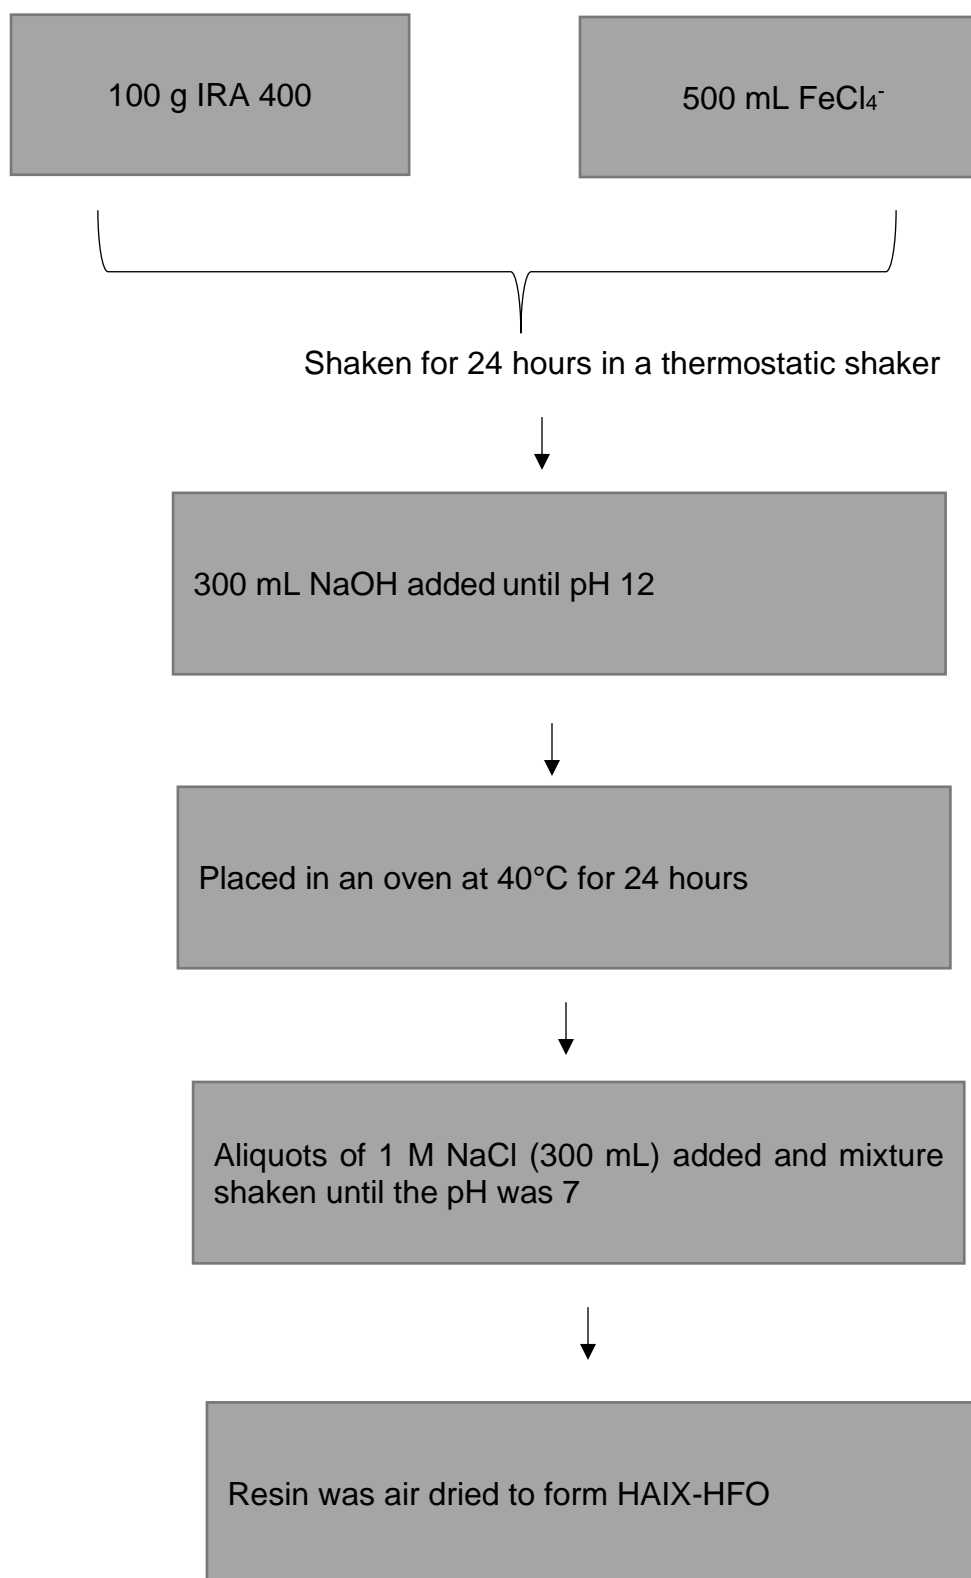 100 g IRA 400
500 mL FeCl₄⁻
Shaken for 24 hours in a thermostatic shaker
300 mL NaOH added until pH 12
Placed in an oven at 40°C for 24 hours
Aliquots of 1 M NaCl (300 mL) added and mixture
shaken until the pH was 7
Resin was air dried to form HAIX-HFO